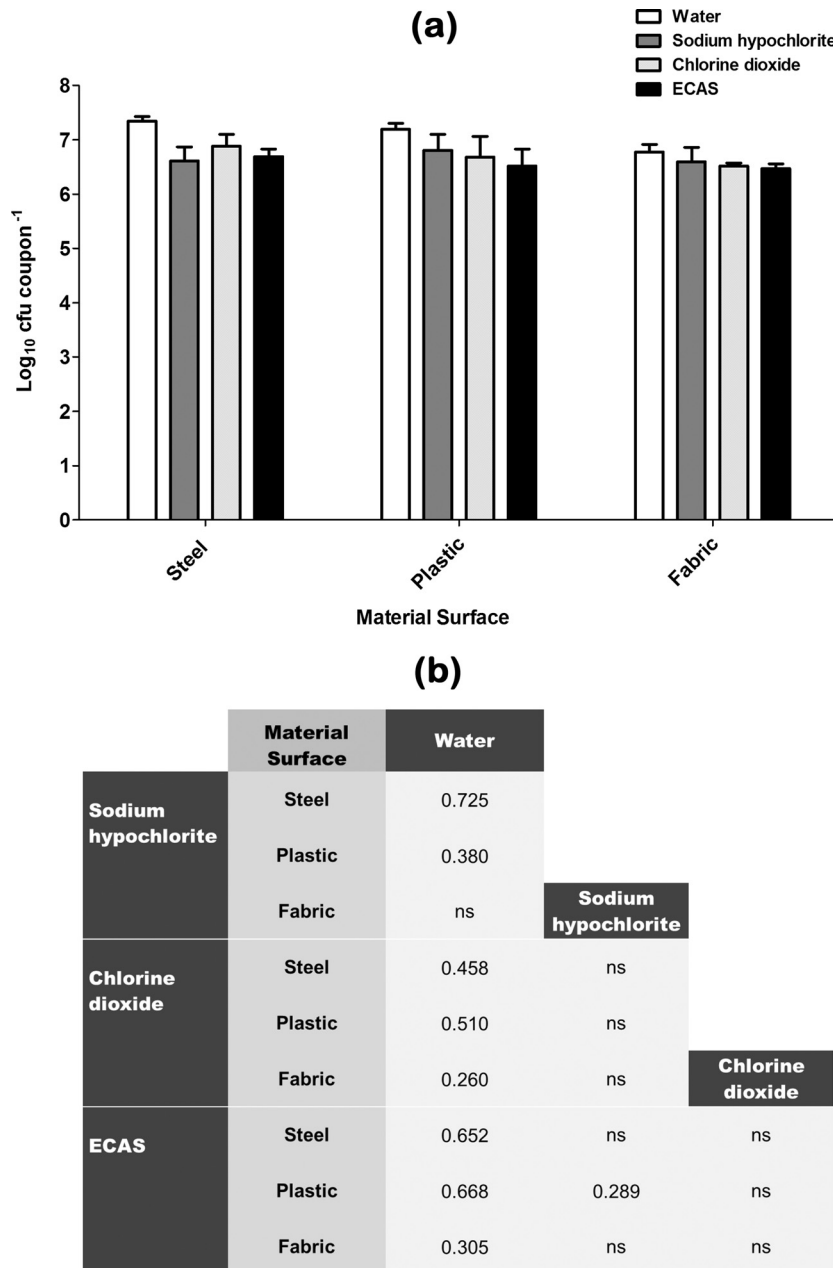 (a)
Water
Sodium hypochlorite
Chlorine dioxide
ECAS
8
7
6
5
4
3
2
1
0
Log₁₀ cfu coupon⁻¹
Steel
Plastic
Fabric
Material Surface
(b)
Material
Surface
Water
Sodium
hypochlorite
Steel
0.725
Plastic
0.380
Fabric
ns
Sodium
hypochlorite
Chlorine
dioxide
Steel
0.458
ns
Plastic
0.510
ns
Fabric
0.260
ns
Chlorine
dioxide
ECAS
Steel
0.652
ns
ns
Plastic
0.668
0.289
ns
Fabric
0.305
ns
ns